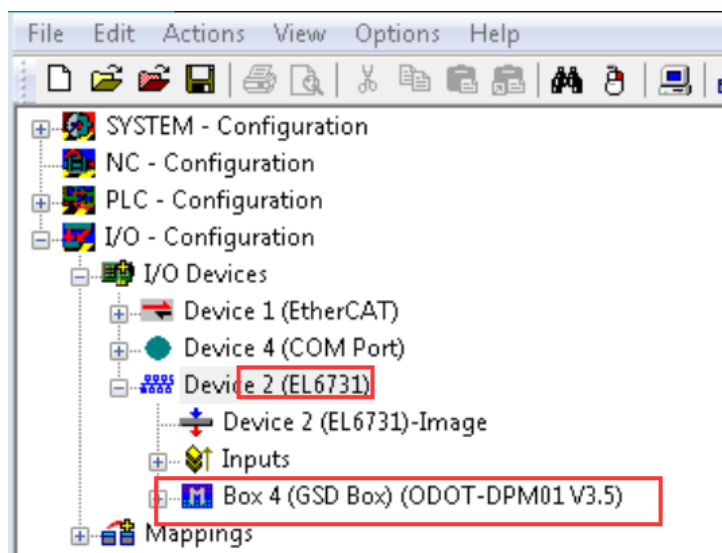 File Edit Actions View Options Help
SYSTEM - Configuration
NC - Configuration
PLC - Configuration
I/O - Configuration
I/O Devices
Device 1 (EtherCAT)
Device 4 (COM Port)
Device 2 (EL6731)
Device 2 (EL6731)-Image
Inputs
Box 4 (GSD Box) (ODOT-DPM01 V3.5)
Mappings